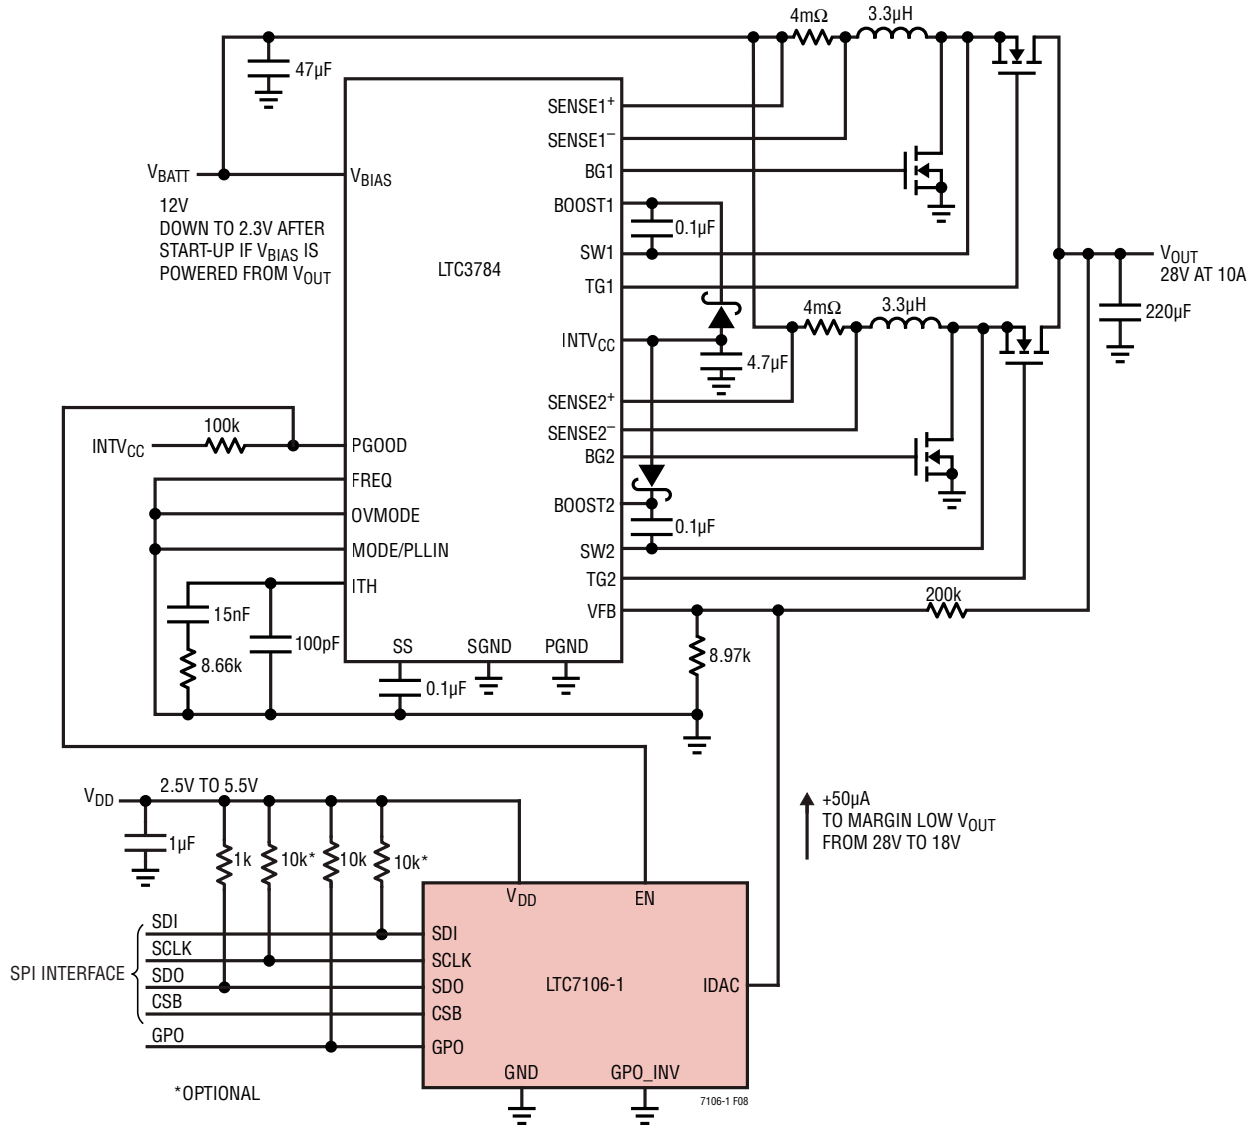 4mΩ
3.3µH
47µF
SENSE1+
SENSE1–
VBATT
VBIAS
BG1
12V
DOWN TO 2.3V AFTER
START-UP IF VBIAS IS
POWERED FROM VOUT
BOOST1
0.1µF
LTC3784
SW1
VOUT
28V AT 10A
TG1
4mΩ
3.3µH
220µF
INTVCC
4.7µF
SENSE2+
SENSE2–
100k
INTVCC
PGOOD
BG2
FREQ
BOOST2
OVMODE
0.1µF
MODE/PLLIN
SW2
ITH
TG2
200k
15nF
VFB
100pF
8.66k
SS
SGND
PGND
8.97k
0.1µF
2.5V TO 5.5V
VDD
+50µA
TO MARGIN LOW VOUT
FROM 28V TO 18V
1µF
1k
10k*
10k
10k*
VDD
EN
SDI
SDI
SCLK
SCLK
SPI INTERFACE
SDO
SDO
LTC7106-1
IDAC
CSB
CSB
GPO
GPO
GND
GPO_INV
*OPTIONAL
7106-1 F08